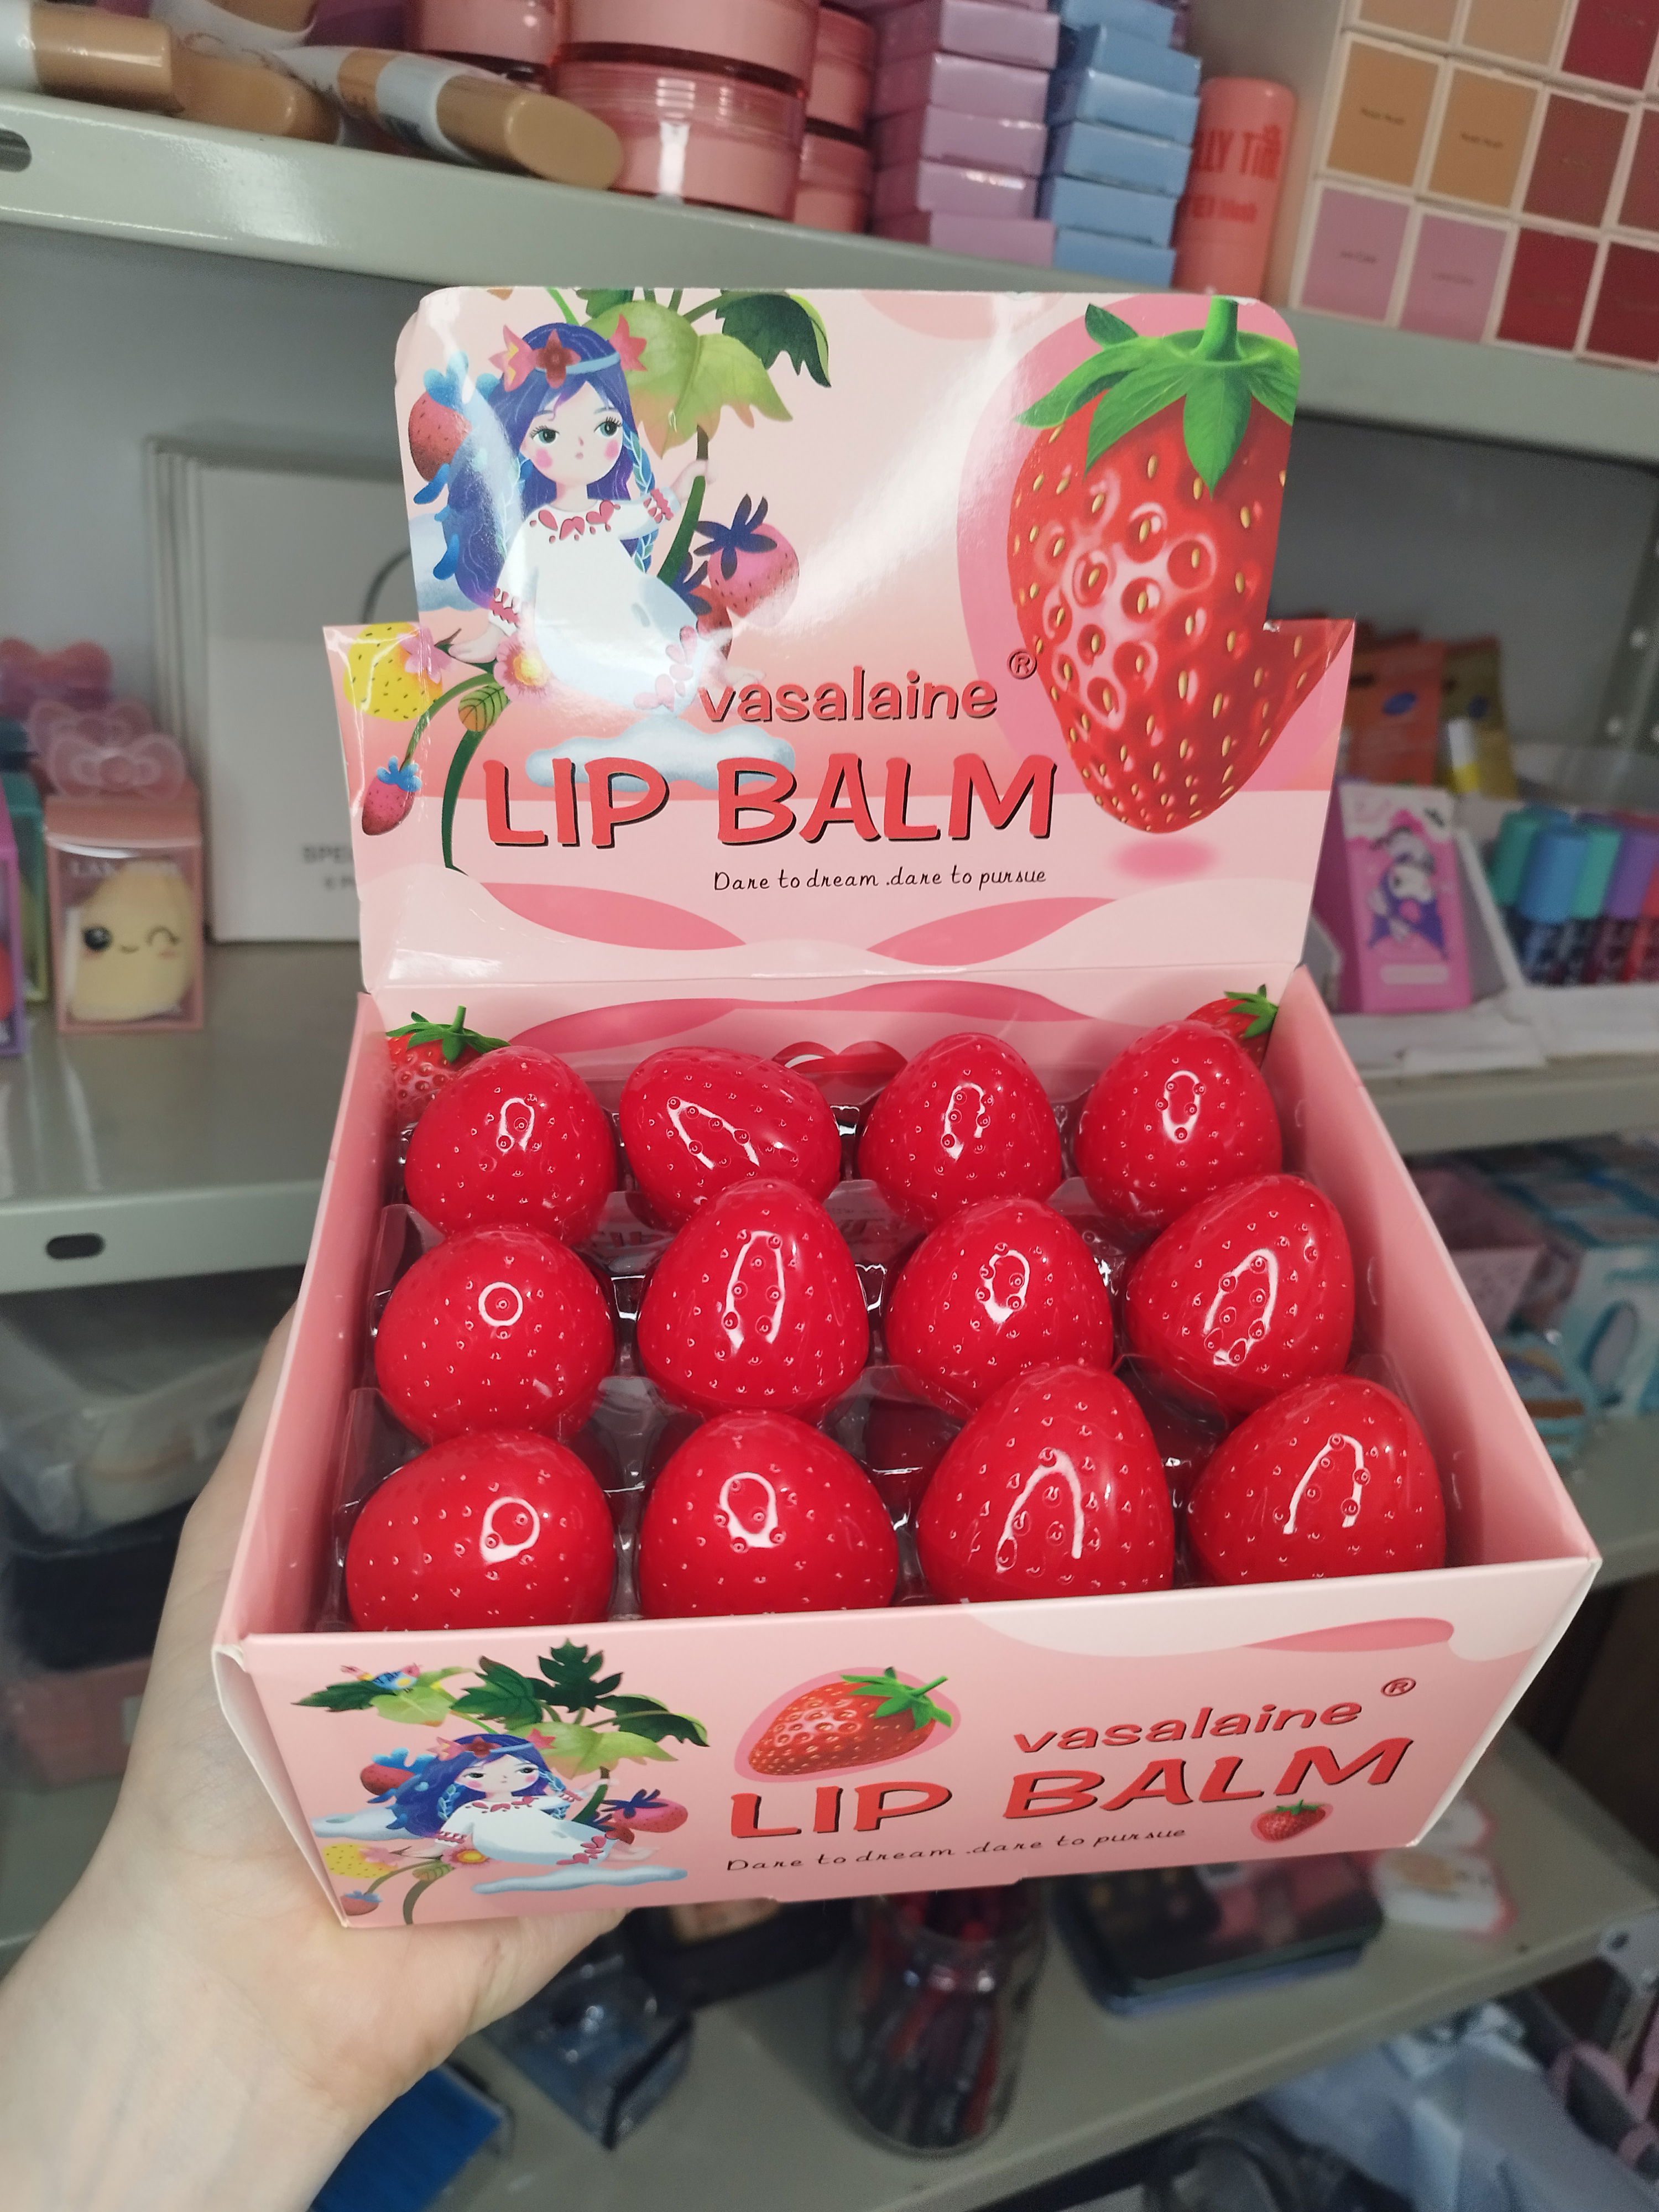 vasalaine ®
LIP BALM
Dare to dream .dare to pursue
vasalaine ®
LIP BALM
Dare to dream .dare to pursue